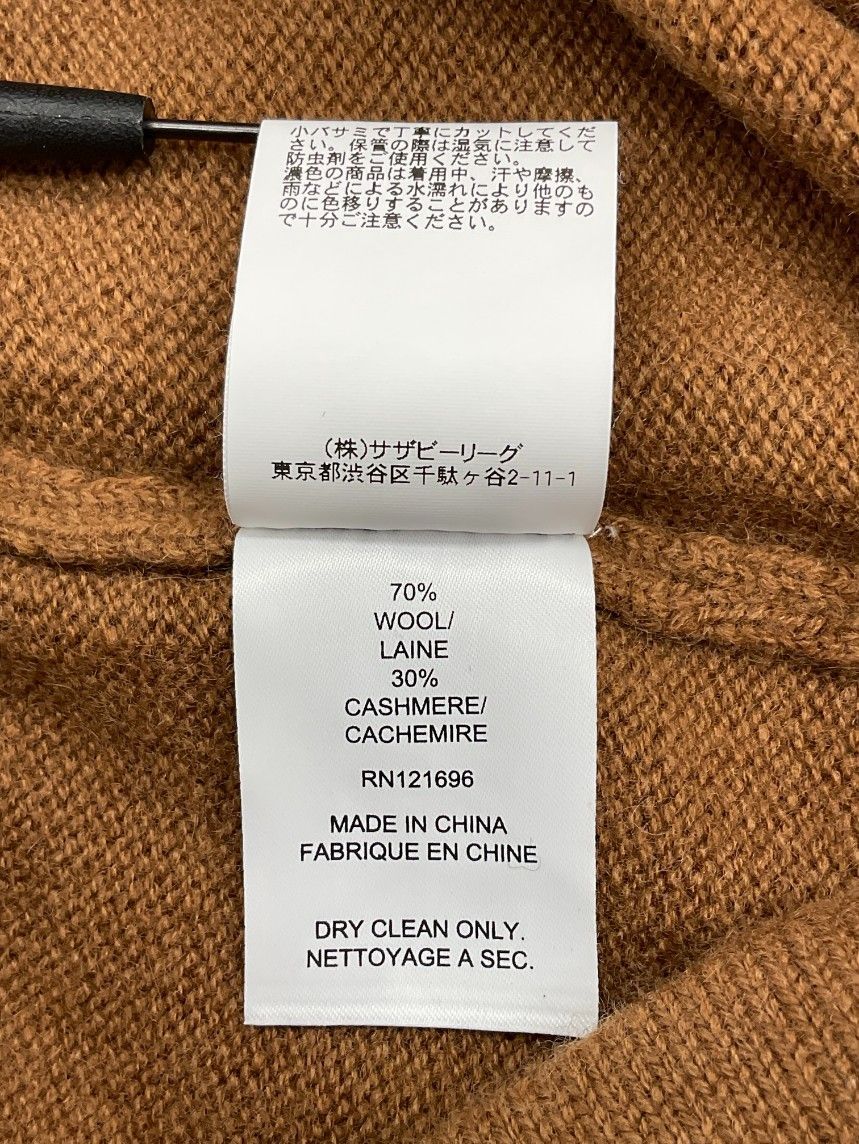 小バサミで丁寧にカットしてくだ
さい。保管の際は湿気に注意して
防虫剤をご使用ください。
濃色の商品は着用中、汗や摩擦、
雨などによる水濡れにより他のも
のに色移りすることがありますの
で十分ご注意ください。
(株)サザビーリーグ
東京都渋谷区千駄ヶ谷2-11-1
70%
WOOL/
LAINE
30%
CASHMERE/
CACHEMIRE
RN121696
MADE IN CHINA
FABRIQUE EN CHINE
DRY CLEAN ONLY.
NETTOYAGE A SEC.